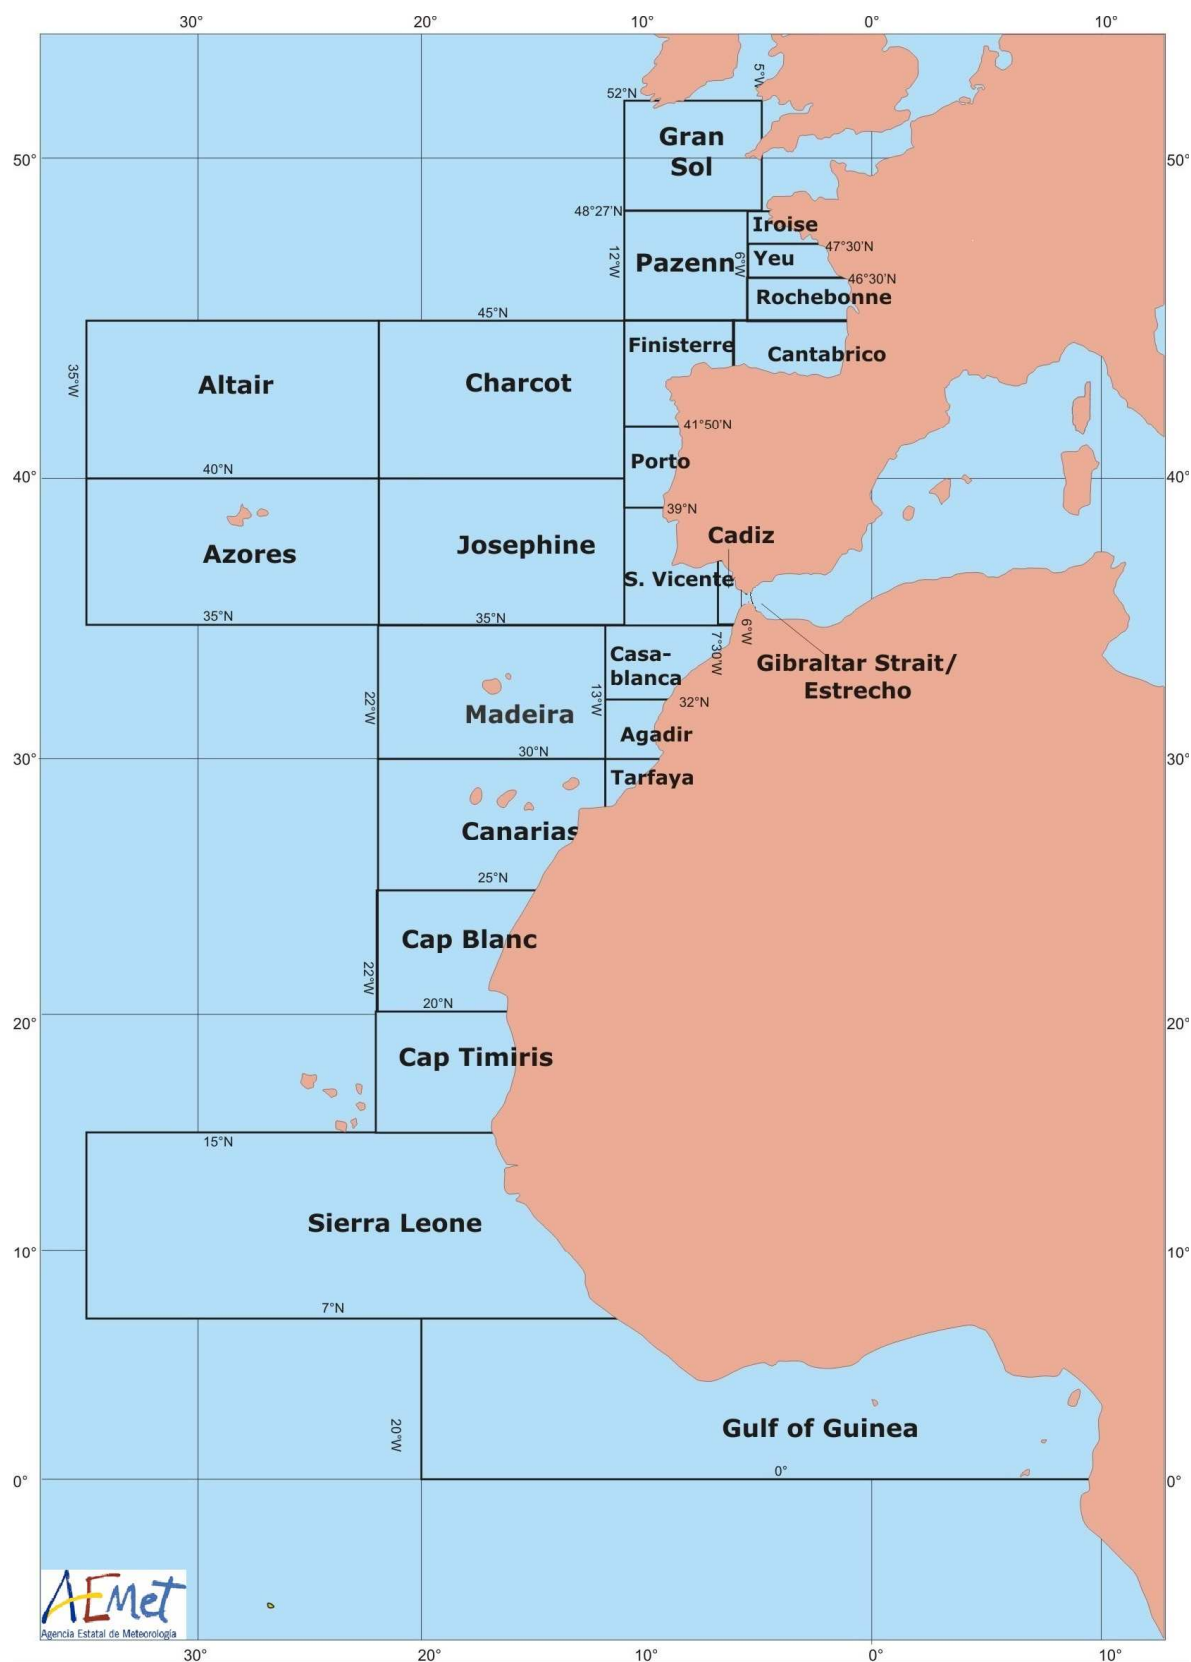 30°
20°
10°
0°
10°
5°W
52°N
Gran
Sol
50°
50°
48°27'N
Iroise
47°30'N
12°W
Pazenn
6°W
Yeu
46°30'N
Rochebonne
45°N
Finisterre
Cantabrico
35°W
Altair
Charcot
41°50'N
Porto
40°
40°N
40°
39°N
Cadiz
Azores
Josephine
S. Vicente
35°N
35°N
6°W
7°30'W
Casa-
blanca
Gibraltar Strait/
Estrecho
13°W
22°W
32°N
Madeira
Agadir
30°
30°N
30°
Tarfaya
Canarias
25°N
Cap Blanc
22°W
20°N
20°
20°
Cap Timiris
15°N
Sierra Leone
10°
10°
7°N
20°W
Gulf of Guinea
0°
0°
0°
AEMet
Agencia Estatal de Meteorología
30°
20°
10°
0°
10°